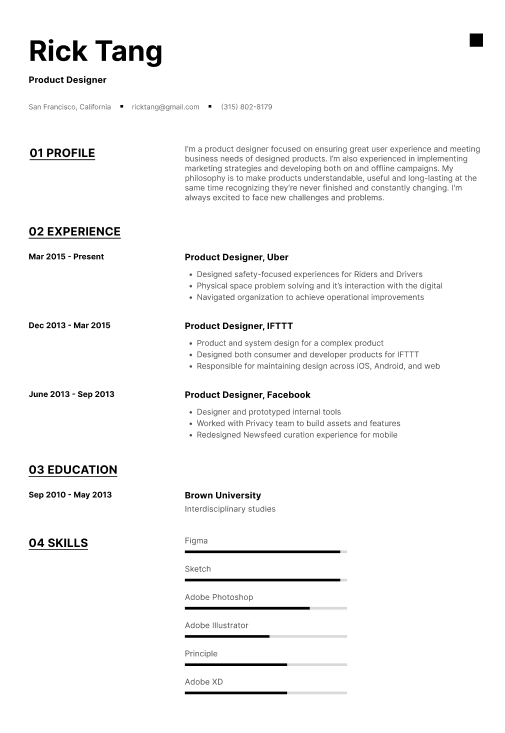 Rick Tang
Product Designer
San Francisco, California ▪ ricktang@gmail.com ▪ (315) 802-8179
01 PROFILE
I'm a product designer focused on ensuring great user experience and meeting
business needs of designed products. I'm also experienced in implementing
marketing strategies and developing both on and offline campaigns. My
philosophy is to make products understandable, useful and long-lasting at the
same time recognizing they're never finished and constantly changing. I'm
always excited to face new challenges and problems.
02 EXPERIENCE
Mar 2015 - Present
Product Designer, Uber
• Designed safety-focused experiences for Riders and Drivers
• Physical space problem solving and it's interaction with the digital
• Navigated organization to achieve operational improvements
Dec 2013 - Mar 2015
Product Designer, IFTTT
• Product and system design for a complex product
• Designed both consumer and developer products for IFTTT
• Responsible for maintaining design across iOS, Android, and web
June 2013 - Sep 2013
Product Designer, Facebook
• Designer and prototyped internal tools
• Worked with Privacy team to build assets and features
• Redesigned Newsfeed curation experience for mobile
03 EDUCATION
Sep 2010 - May 2013
Brown University
Interdisciplinary studies
04 SKILLS
Figma
Sketch
Adobe Photoshop
Adobe Illustrator
Principle
Adobe XD